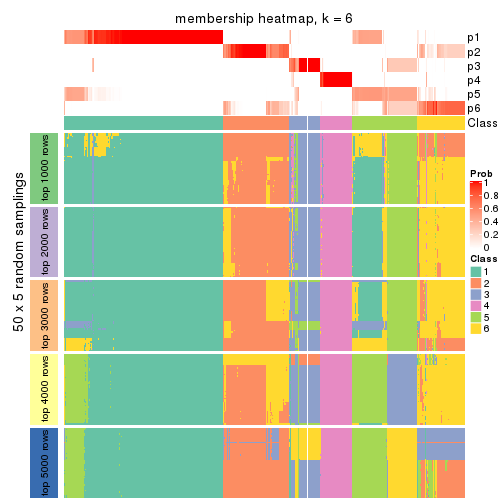 membership heatmap, k = 6
p1
p2
p3
p4
p5
p6
Class
50 x 5 random samplings
top 1000 rows
top 2000 rows
top 3000 rows
top 4000 rows
top 5000 rows
Prob
1
0.8
0.6
0.4
0.2
0
Class
1
2
3
4
5
6